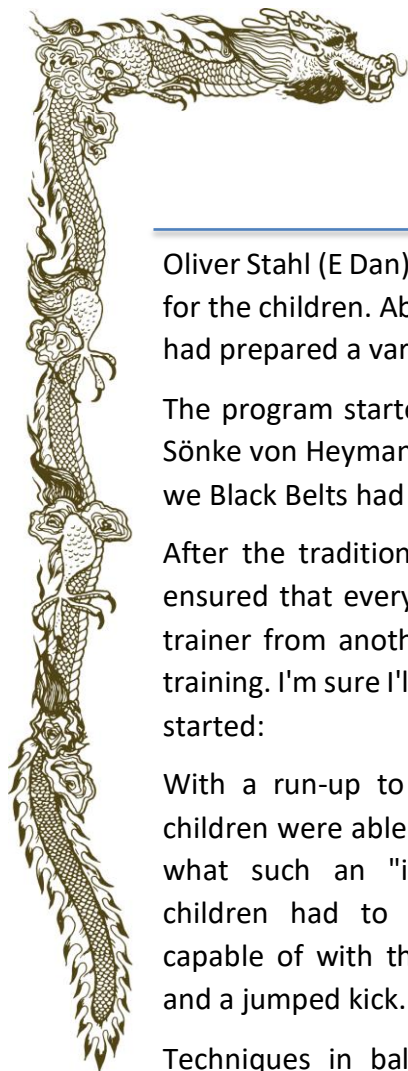 Oliver Stahl (E Dan)
for the children. Ab
had prepared a var
The program starte
Sönke von Heyman
we Black Belts had
After the tradition
ensured that every
trainer from anoth
training. I'm sure I'l
started:
With a run-up to
children were able
what such an "i
children had to
capable of with th
and a jumped kick.
Techniques in bal